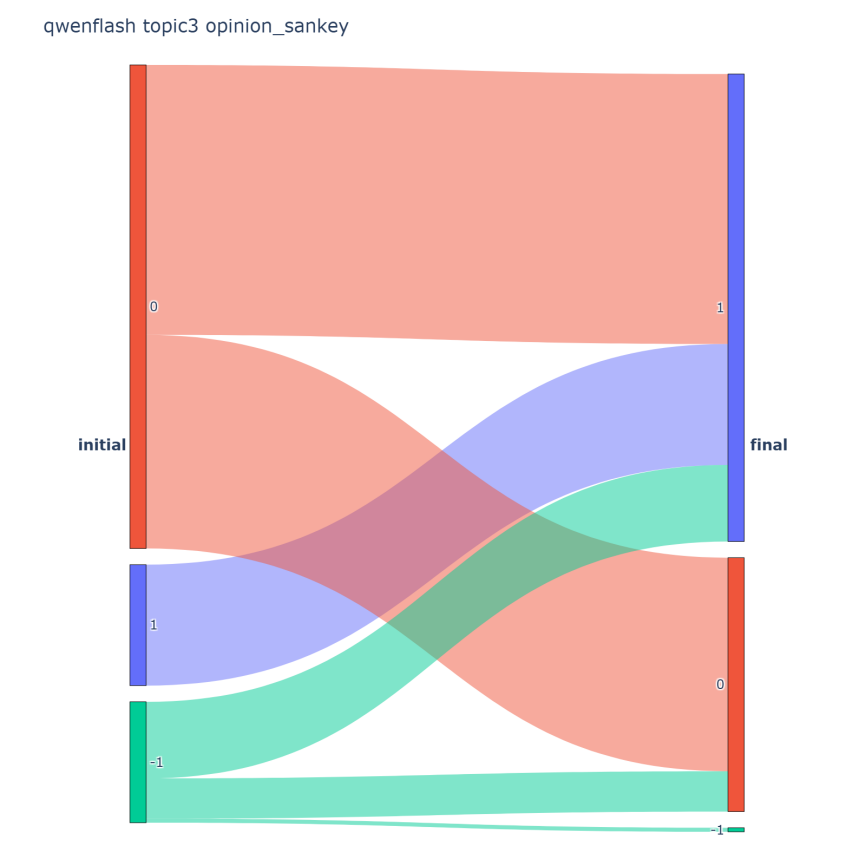 qwenflash topic3 opinion_sankey
0
1
initial
final
1
0
-1
-1